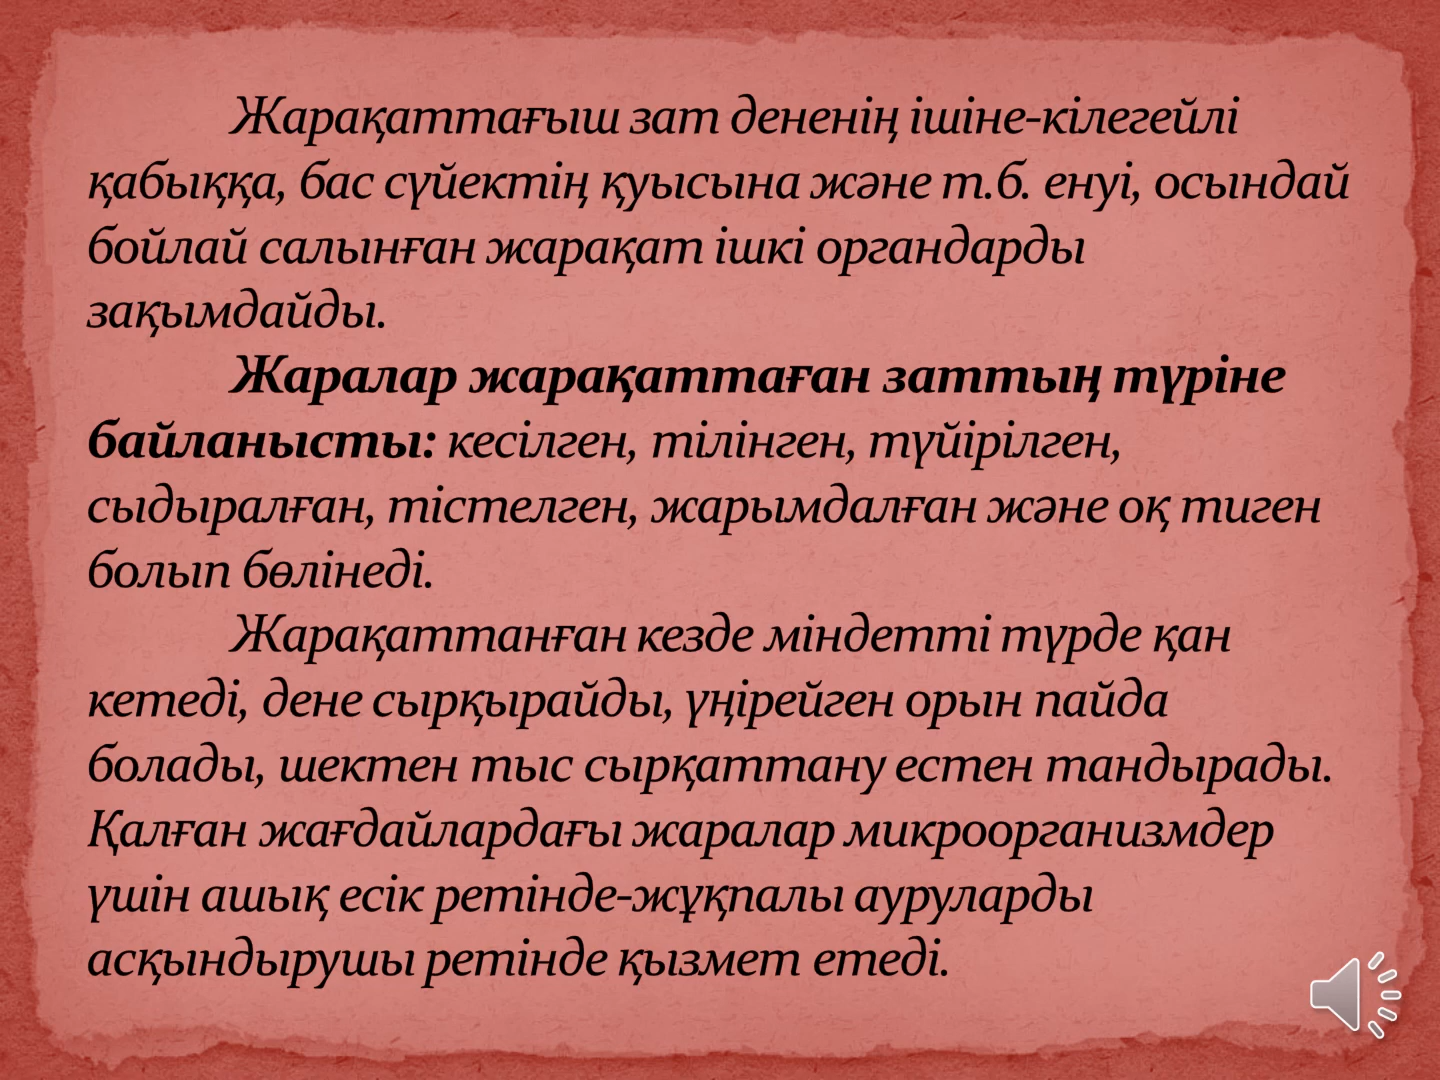 Жарақаттағыш зат дененің ішіне-кілегейлі
қабыққа, бас сүйектің қуысына және т.б. енуі, осындай
бойлай салынған жарақат ішкі органдарды
зақымдайды.
Жаралар жарақаттаған заттың түріне
байланысты: кесілген, тілінген, түйірілген,
сыдыралған, тістелген, жарымдалған және оқ тиген
болып бөлінеді.
Жарақаттанған кезде міндетті түрде қан
кетеді, дене сырқырайды, үңірейген орын пайда
болады, шектен тыс сырқаттану естен тандырады.
Қалған жағдайлардағы жаралар микроорганизмдер
үшін ашық есік ретінде-жұқпалы ауруларды
асқындырушы ретінде қызмет етеді.